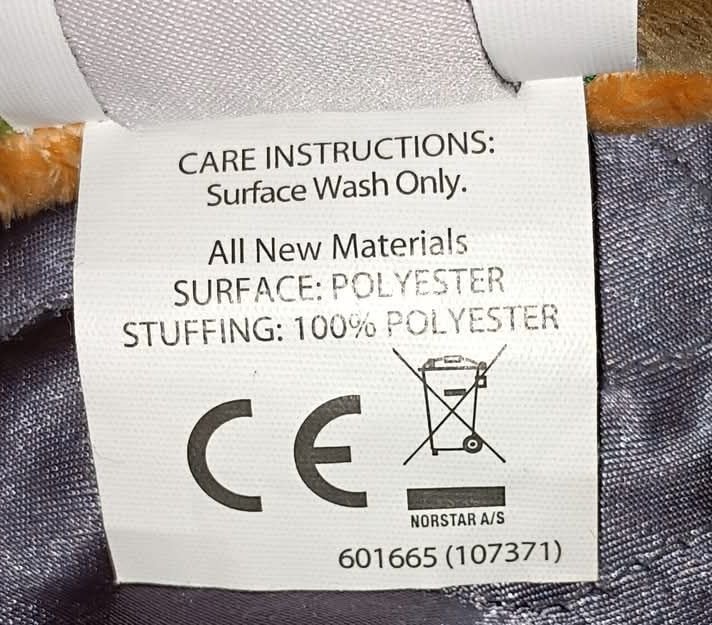 CARE INSTRUCTIONS:
Surface Wash Only.
All New Materials
SURFACE: POLYESTER
STUFFING: 100% POLYESTER
CE
NORSTAR A/S
601665 (107371)